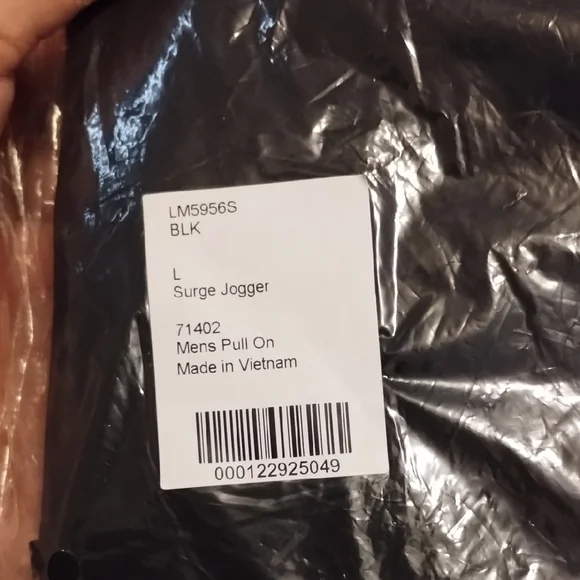 LM5956S
BLK
L
Surge Jogger
71402
Mens Pull On
Made in Vietnam
000122925049